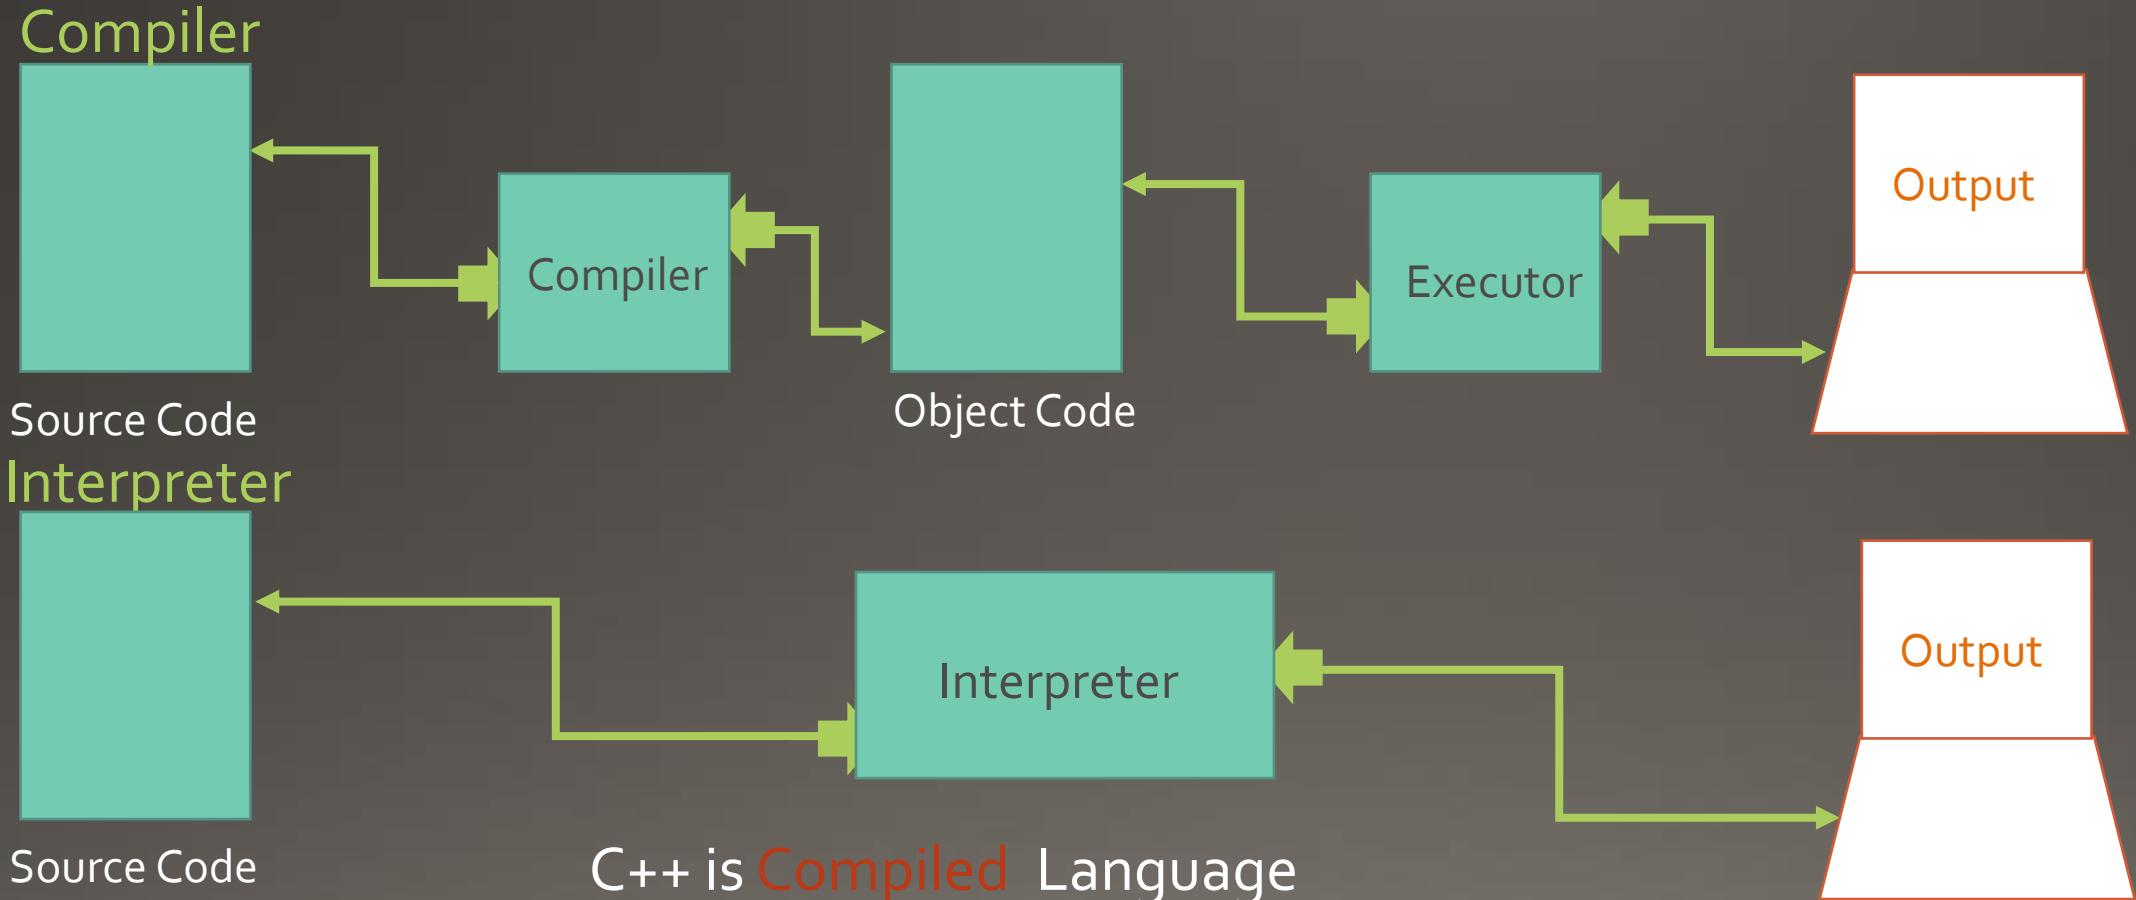 Compiler
Compiler
Executor
Output
Source Code
Object Code
Interpreter
Interpreter
Output
Source Code
C++ is Compiled Language